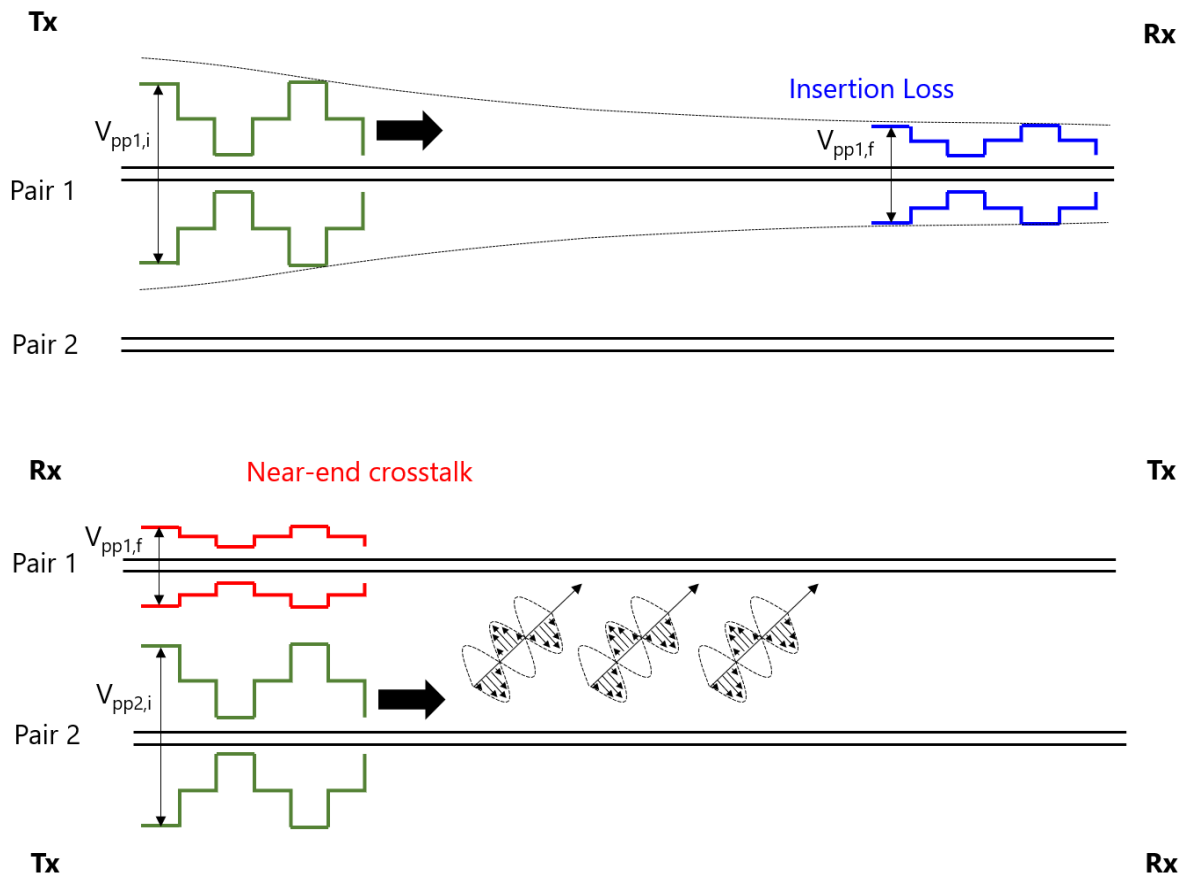 Tx
Rx
Insertion Loss
Vpp1,i
Vpp1,f
Pair 1
Pair 2
Rx
Near-end crosstalk
Tx
Vpp1,f
Pair 1
Vpp2,i
Pair 2
Tx
Rx